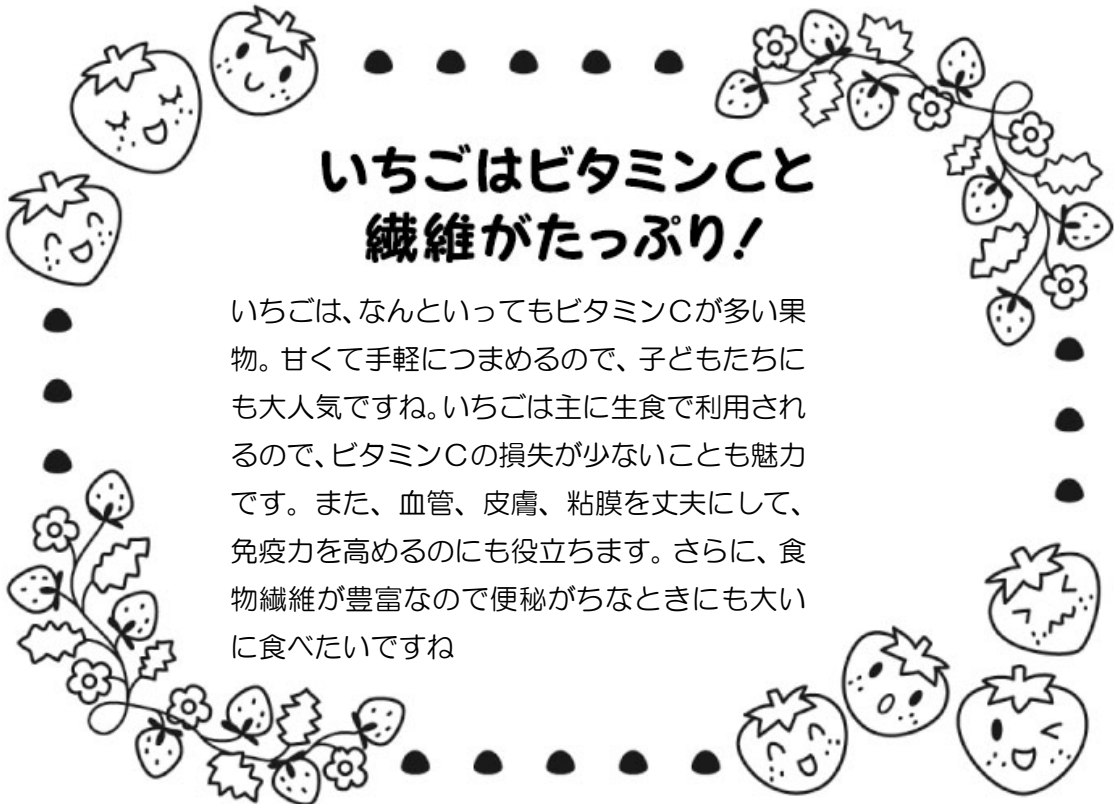 いちごはビタミンCと
繊維がたっぷり!
いちごは、なんといってもビタミンCが多い果
物。甘くて手軽につまめるので、子どもたちに
も大人気ですね。いちごは主に生食で利用され
るので、ビタミンCの損失が少ないことも魅力
です。また、血管、皮膚、粘膜を丈夫にして、
免疫力を高めるのにも役立ちます。さらに、食
物繊維が豊富なので便秘がちなときにも大い
に食べたいですね